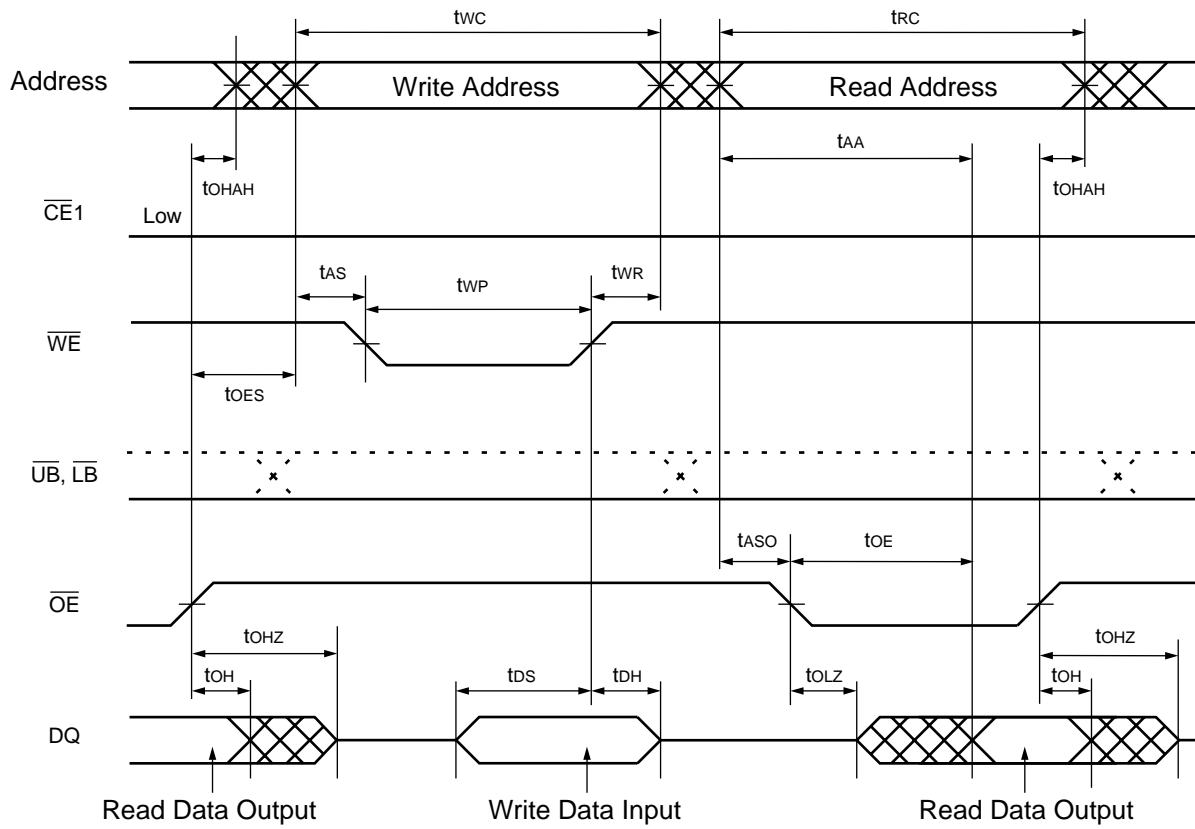 tWC tRC
Address Write Address Read Address
tAA
tOHAH tOHAH
CE1 Low
tAS tWP tWR
WE
tOES
UB, LB
tASO tOE
OE
tOHZ tOHZ
tOH tDS tDH tOLZ tOH
DQ
Read Data Output Write Data Input Read Data Output